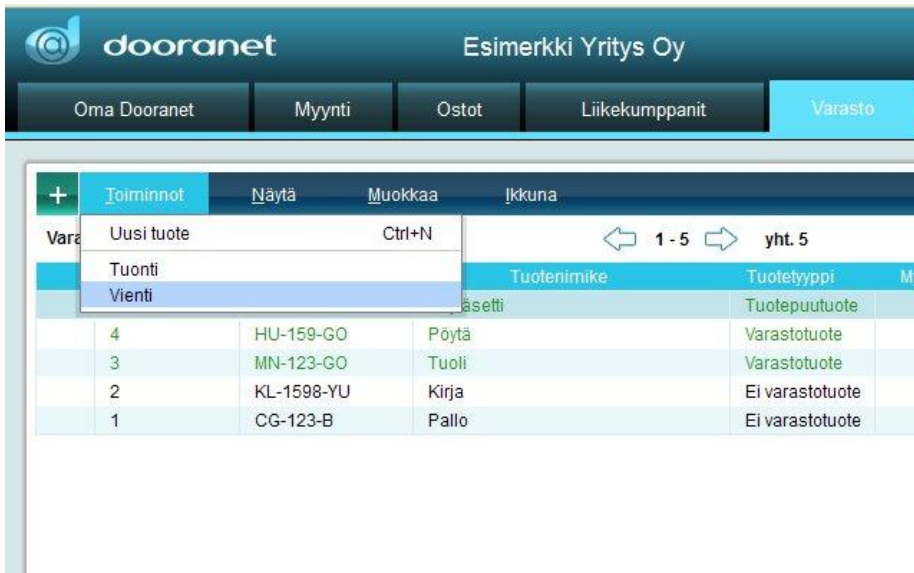 dooranet Esimerkki Yritys Oy
Oma Dooranet Myynti Ostot Liikekumppanit Varasto
+ Toiminnot Näytä Muokkaa Ikkuna
Uusi tuote Ctrl+N 1 - 5 yht. 5
Tuonti Tuotenimike Tuotetyyppi
Vienti Tuotepuutuote
4 HU-159-GO Pöytä Varastotuote
3 MN-123-GO Tuoli Varastotuote
2 KL-1598-YU Kirja Ei varastotuote
1 CG-123-B Pallo Ei varastotuote